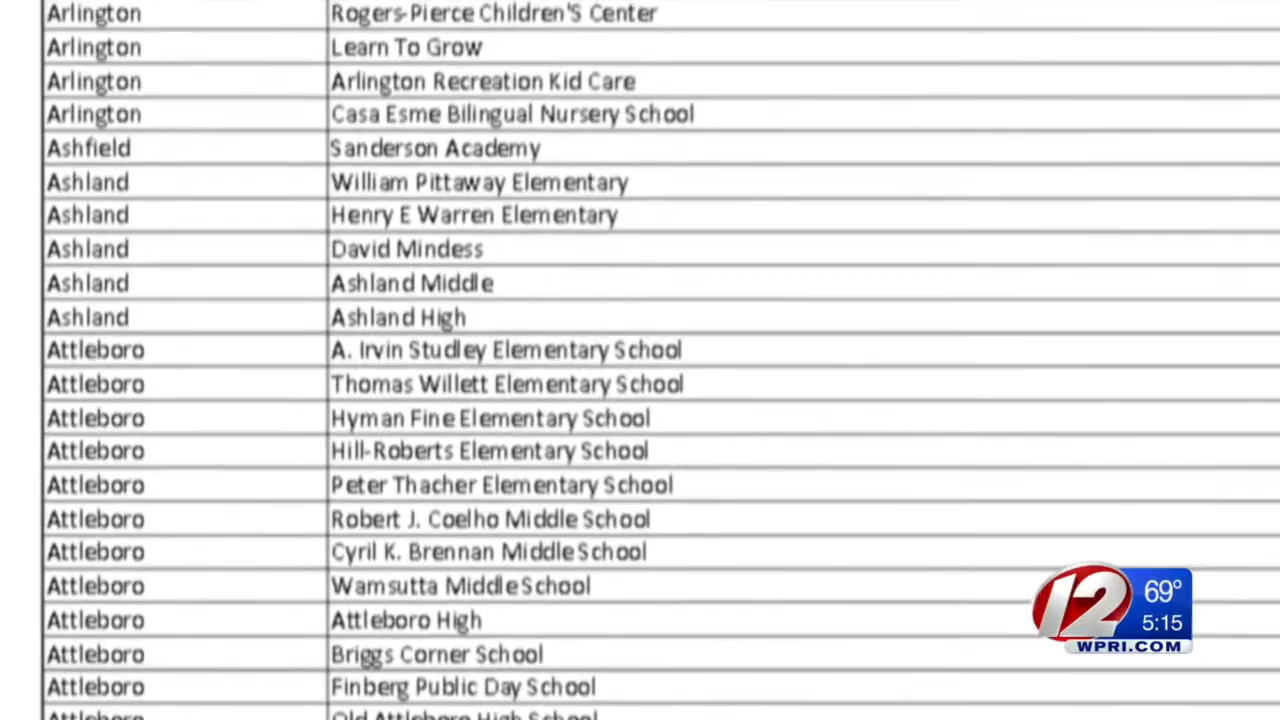 Arlington Rogers-Pierce Children'S Center
Arlington Learn To Grow
Arlington Arlington Recreation Kid Care
Arlington Casa Esme Bilingual Nursery School
Ashfield Sanderson Academy
Ashland William Pittaway Elementary
Ashland Henry E Warren Elementary
Ashland David Mindess
Ashland Ashland Middle
Ashland Ashland High
Attleboro A. Irvin Studley Elementary School
Attleboro Thomas Willett Elementary School
Attleboro Hyman Fine Elementary School
Attleboro Hill-Roberts Elementary School
Attleboro Peter Thacher Elementary School
Attleboro Robert J. Coelho Middle School
Attleboro Cyril K. Brennan Middle School
Attleboro Wamsutta Middle School
Attleboro Attleboro High
Attleboro Briggs Corner School
Attleboro Finberg Public Day School
Attleboro Old Attleboro High School
12 69°
5:15
WPRI.COM